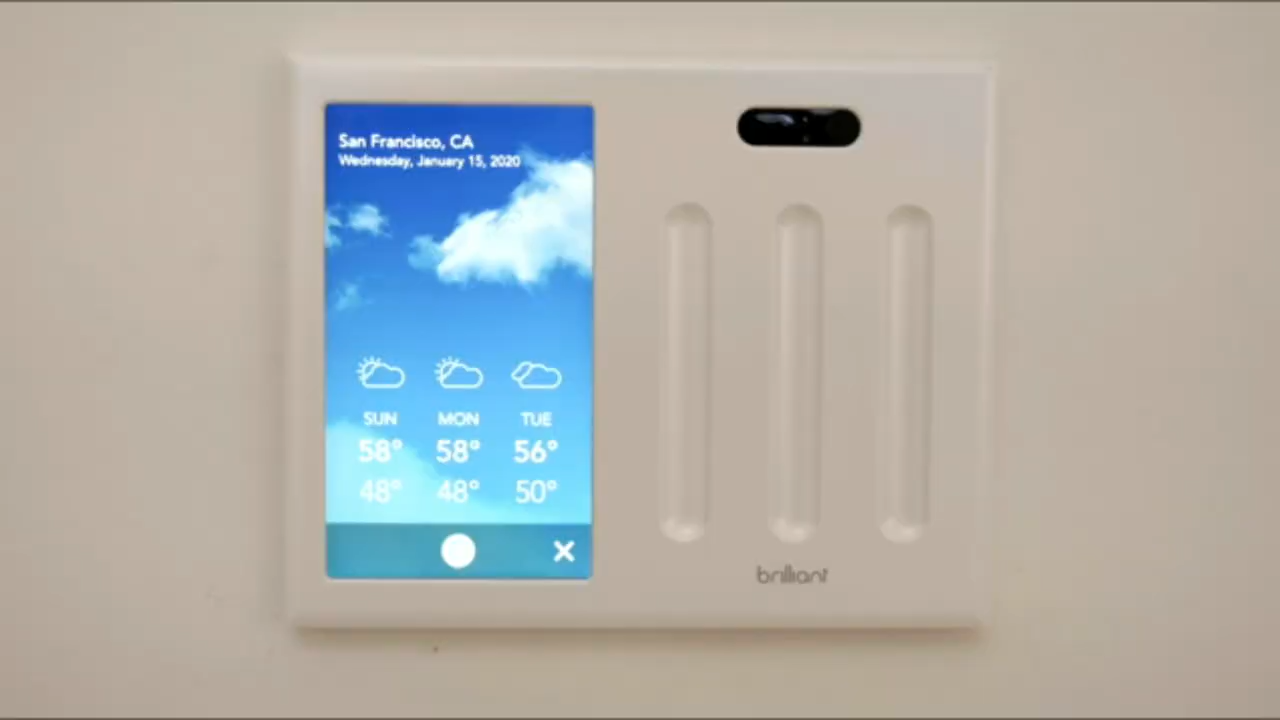 San Francisco, CA
Wednesday, January 15, 2020
SUN MON TUE
58° 58° 56°
48° 48° 50°
brilliant